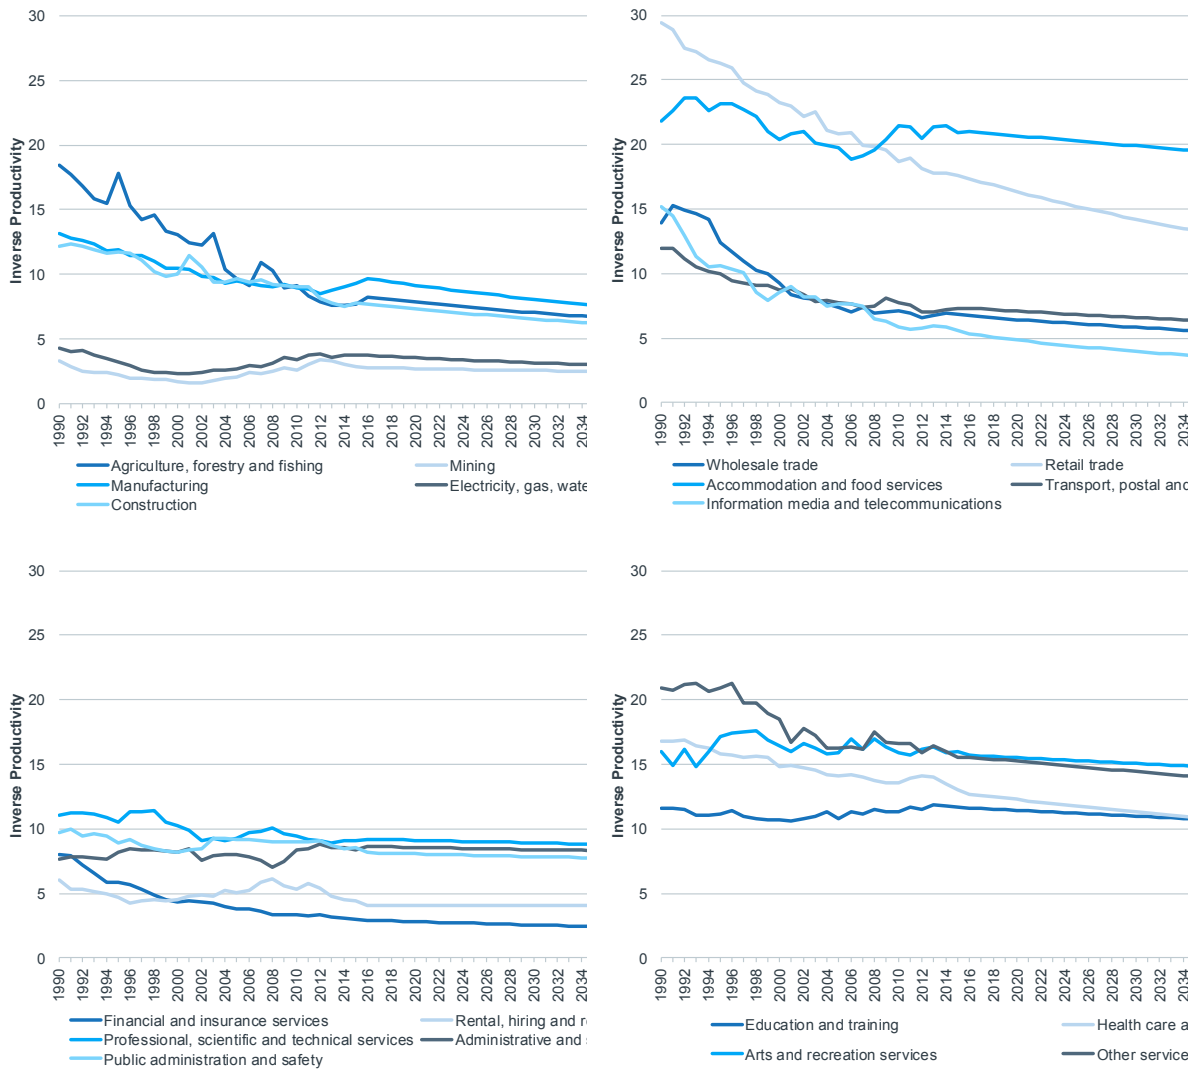 30
25
20
15
10
5
0
Inverse Productivity
1990 1992 1994 1996 1998 2000 2002 2004 2006 2008 2010 2012 2014 2016 2018 2020 2022 2024 2026 2028 2030 2032 2034
Agriculture, forestry and fishing Mining
Manufacturing Electricity, gas, wate
Construction
30
25
20
15
10
5
0
Inverse Productivity
1990 1992 1994 1996 1998 2000 2002 2004 2006 2008 2010 2012 2014 2016 2018 2020 2022 2024 2026 2028 2030 2032 2034
Wholesale trade Retail trade
Accommodation and food services Transport, postal and
Information media and telecommunications
30
25
20
15
10
5
0
Inverse Productivity
1990 1992 1994 1996 1998 2000 2002 2004 2006 2008 2010 2012 2014 2016 2018 2020 2022 2024 2026 2028 2030 2032 2034
Financial and insurance services Rental, hiring and r
Professional, scientific and technical services Administrative and
Public administration and safety
30
25
20
15
10
5
0
Inverse Productivity
1990 1992 1994 1996 1998 2000 2002 2004 2006 2008 2010 2012 2014 2016 2018 2020 2022 2024 2026 2028 2030 2032 2034
Education and training Health care a
Arts and recreation services Other service